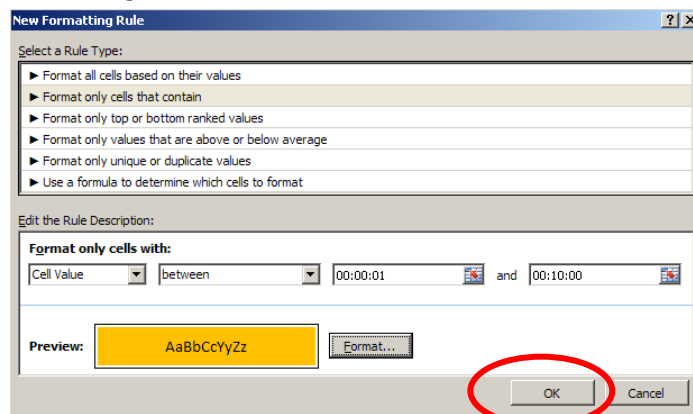 New Formatting Rule ? X
Select a Rule Type:
► Format all cells based on their values
► Format only cells that contain
► Format only top or bottom ranked values
► Format only values that are above or below average
► Format only unique or duplicate values
► Use a formula to determine which cells to format
Edit the Rule Description:
Format only cells with:
Cell Value between 00:00:01 and 00:10:00
Preview: AaBbCcYyZz Format...
OK Cancel